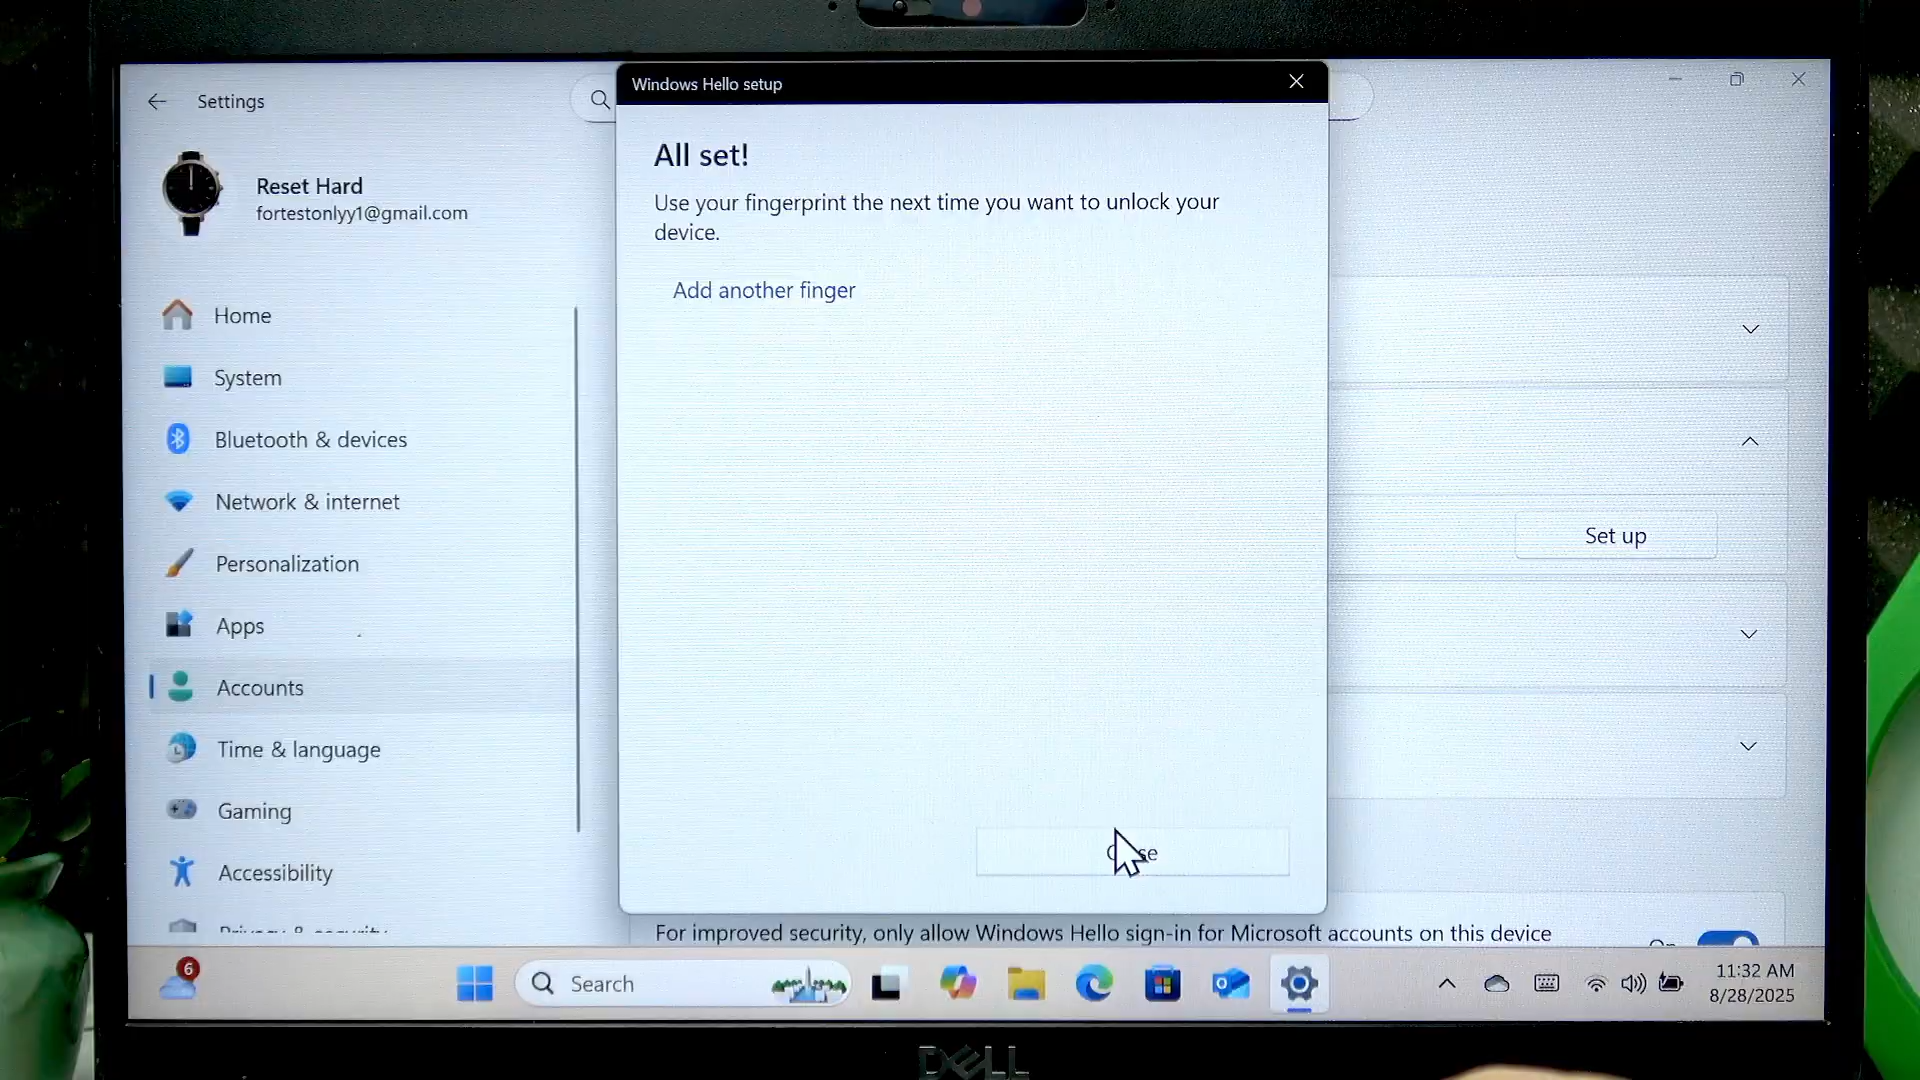 Settings
Windows Hello setup
Reset Hard
fortestonlyy1@gmail.com
Home
System
Bluetooth & devices
Network & internet
Personalization
Apps
Accounts
Time & language
Gaming
Accessibility
Privacy & security
All set!
Use your fingerprint the next time you want to unlock your
device.
Add another finger
Set up
For improved security, only allow Windows Hello sign-in for Microsoft accounts on this device
On
6
Search
11:32 AM
8/28/2025
DELL